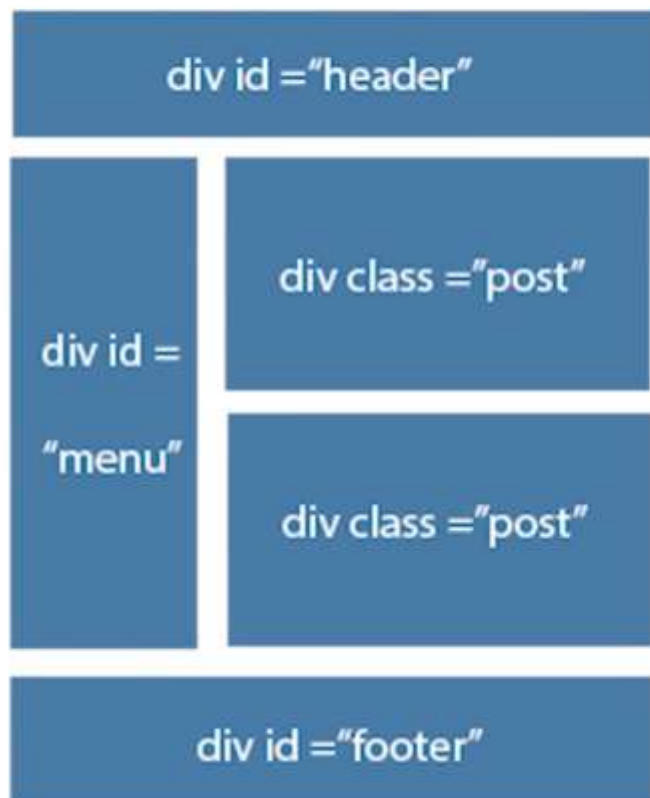 div id =”header”
div class =”post”
div id =
“menu”
div class =”post”
div id =”footer”